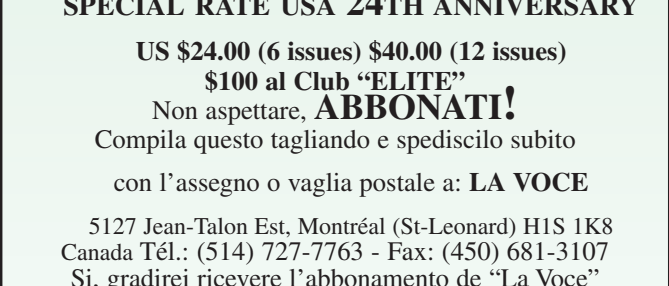 SPECIAL RATE USA 24TH ANNIVERSARY
US $24.00 (6 issues) $40.00 (12 issues)
$100 al Club “ELITE”
Non aspettare, ABBONATI!
Compila questo tagliando e spediscilo subito
con l’assegno o vaglia postale a: LA VOCE
5127 Jean-Talon Est, Montréal (St-Leonard) H1S 1K8
Canada Tél.: (514) 727-7763 - Fax: (450) 681-3107
Si, gradirei ricevere l’abbonamento de “La Voce”